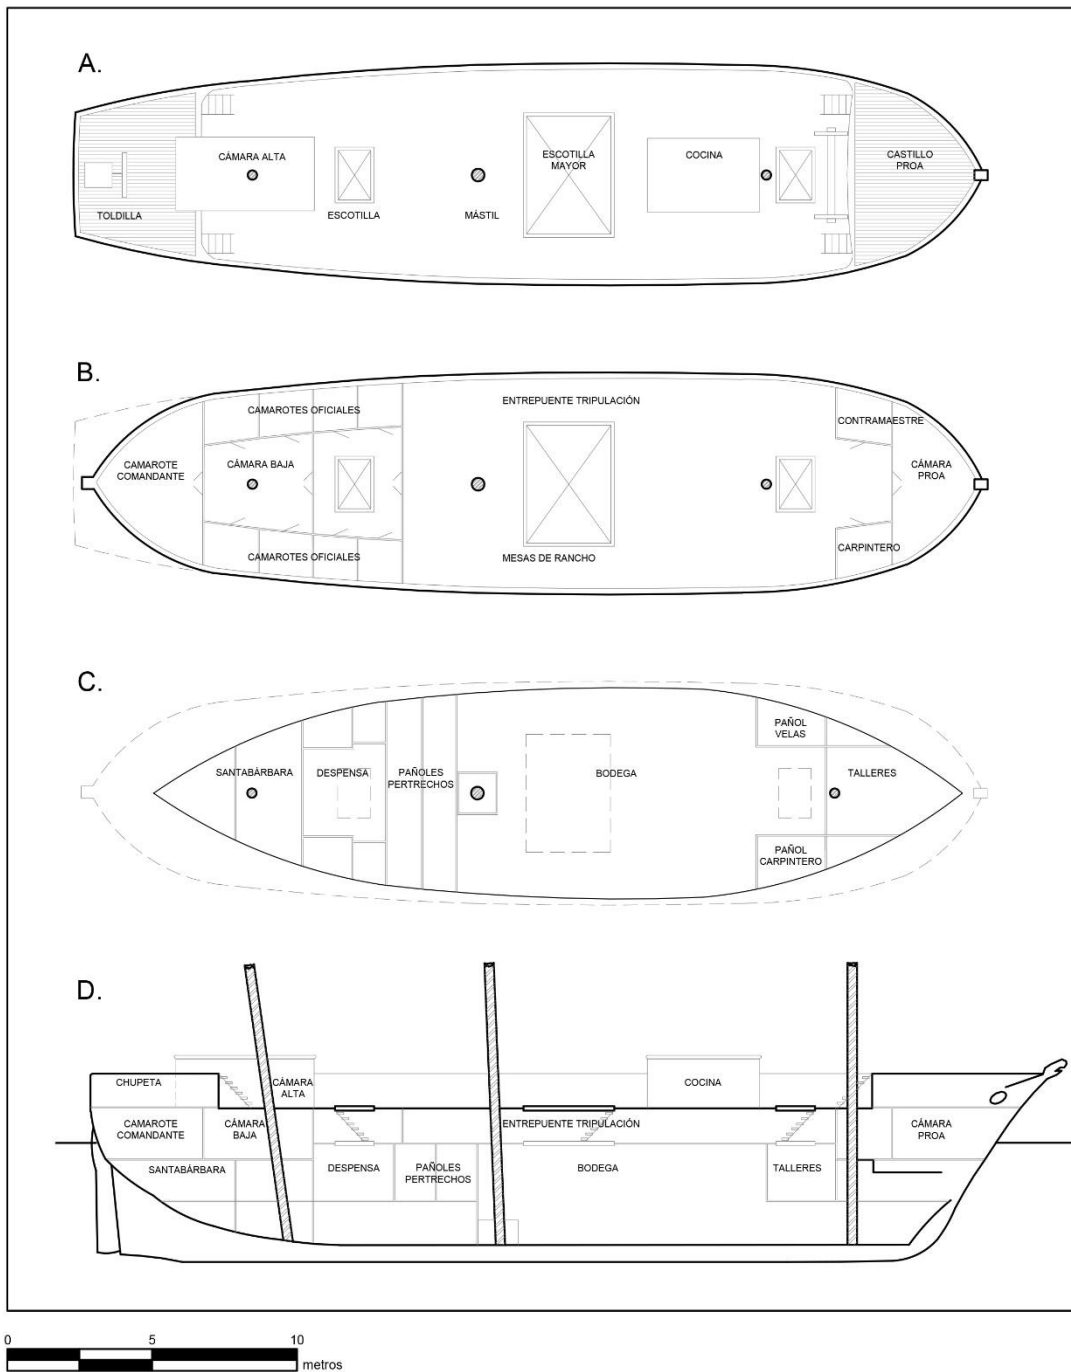 A.
CÁMARA ALTA
ESCOTILLA
MAYOR
COCINA
CASTILLO
PROA
TOLDILLA
ESCOTILLA
MÁSTIL
B.
CAMAROTES OFICIALES
ENTREPUENTE TRIPULACIÓN
CONTRAMAESTRE
CAMAROTE
COMANDANTE
CÁMARA BAJA
CÁMARA
PROA
CAMAROTES OFICIALES
MESAS DE RANCHO
CARPINTERO
C.
PAÑOL
VELAS
SANTABÁRBARA
DESPENSA
PAÑOLES
PERTRECHOS
BODEGA
TALLERES
PAÑOL
CARPINTERO
D.
CHUPETA
CÁMARA
ALTA
COCINA
CAMAROTE
COMANDANTE
CÁMARA
BAJA
ENTREPUENTE TRIPULACIÓN
CÁMARA
PROA
SANTABÁRBARA
DESPENSA
PAÑOLES
PERTRECHOS
BODEGA
TALLERES
0 5 10
metros